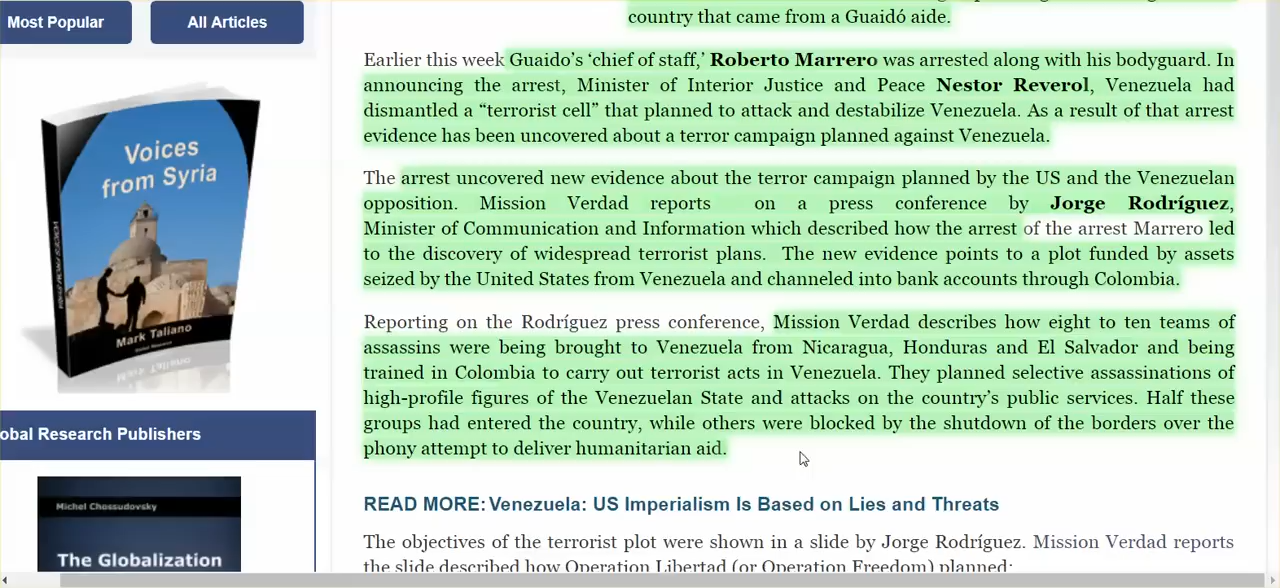 Most Popular
All Articles
country that came from a Guaidó aide.
Earlier this week Guaido's 'chief of staff,' Roberto Marrero was arrested along with his bodyguard. In
announcing the arrest, Minister of Interior Justice and Peace Nestor Reverol, Venezuela had
dismantled a “terrorist cell” that planned to attack and destabilize Venezuela. As a result of that arrest
evidence has been uncovered about a terror campaign planned against Venezuela.
The arrest uncovered new evidence about the terror campaign planned by the US and the Venezuelan
opposition. Mission Verdad reports on a press conference by Jorge Rodríguez,
Minister of Communication and Information which described how the arrest of the arrest Marrero led
to the discovery of widespread terrorist plans. The new evidence points to a plot funded by assets
seized by the United States from Venezuela and channeled into bank accounts through Colombia.
Reporting on the Rodríguez press conference, Mission Verdad describes how eight to ten teams of
assassins were being brought to Venezuela from Nicaragua, Honduras and El Salvador and being
trained in Colombia to carry out terrorist acts in Venezuela. They planned selective assassinations of
high-profile figures of the Venezuelan State and attacks on the country's public services. Half these
groups had entered the country, while others were blocked by the shutdown of the borders over the
phony attempt to deliver humanitarian aid.
READ MORE: Venezuela: US Imperialism Is Based on Lies and Threats
The objectives of the terrorist plot were shown in a slide by Jorge Rodríguez. Mission Verdad reports
the slide described how Operation Libertad (or Operation Freedom) planned:
Voices
from Syria
Mark Taliano
obal Research Publishers
Michel Chossudovsky
The Globalization